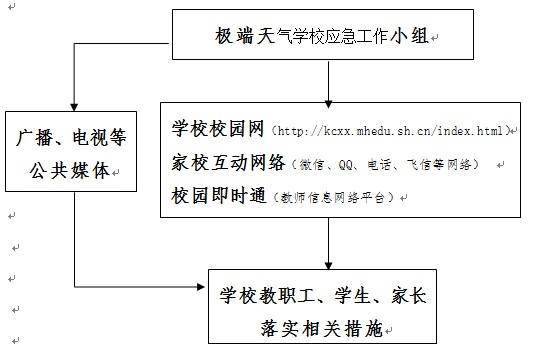 极端天气学校应急工作小组
广播、电视等
公共媒体
学校校园网（http://kcxx.mhedu.sh.cn/index.html）
家校互动网络（微信、QQ、电话、飞信等网络）
校园即时通（教师信息网络平台）
学校教职工、学生、家长
落实相关措施